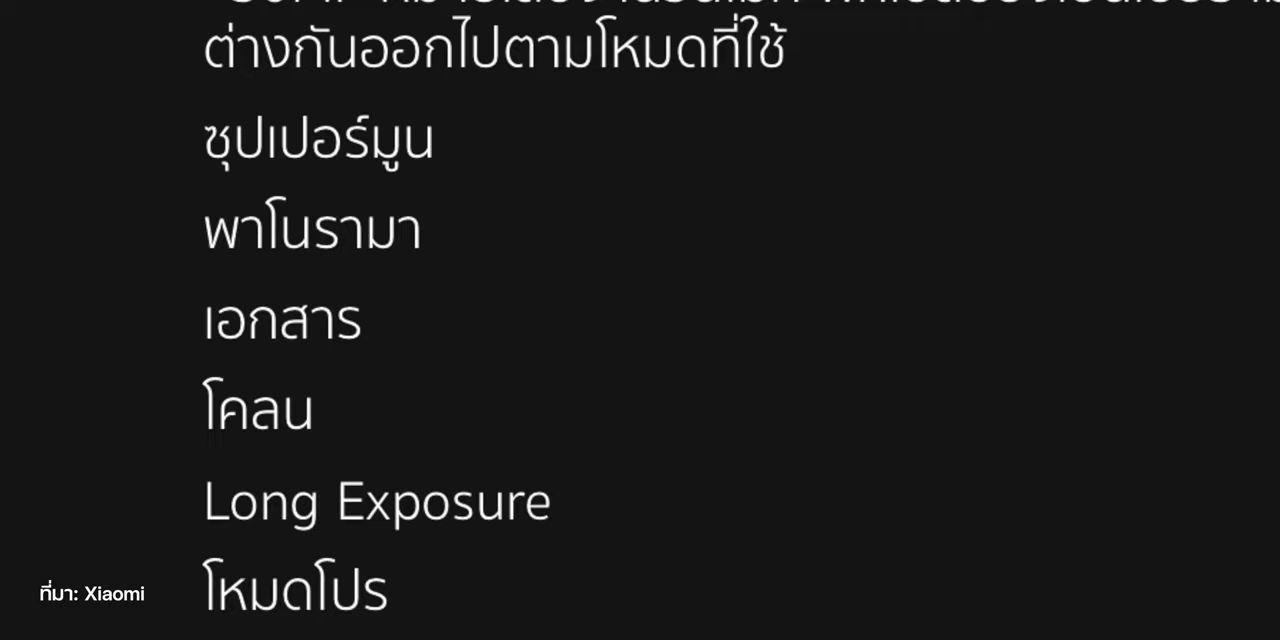 ต่างกันออกไปตามโหมดที่ใช้
ซุปเปอร์มูน
พาโนรามา
เอกสาร
โคลน
Long Exposure
โหมดโปร
ที่มา: Xiaomi